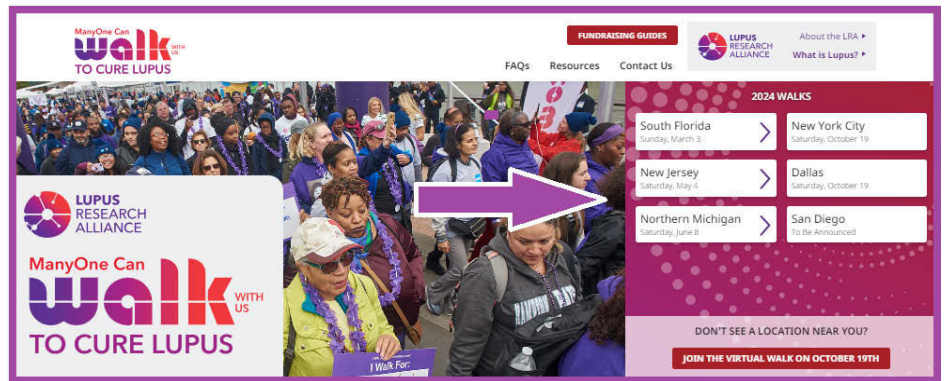 ManyOne Can
walk WITH US
TO CURE LUPUS
FUNDRAISING GUIDES
FAQs Resources Contact Us
LUPUS
RESEARCH
ALLIANCE
About the LRA
What is Lupus?
LUPUS
RESEARCH
ALLIANCE
ManyOne Can
walk WITH US
TO CURE LUPUS
I Walk For:
2024 WALKS
South Florida
Sunday, March 3
New York City
Saturday, October 19
New Jersey
Saturday, May 4
Dallas
Saturday, October 19
Northern Michigan
Saturday, June 8
San Diego
To Be Announced
DON'T SEE A LOCATION NEAR YOU?
JOIN THE VIRTUAL WALK ON OCTOBER 19TH